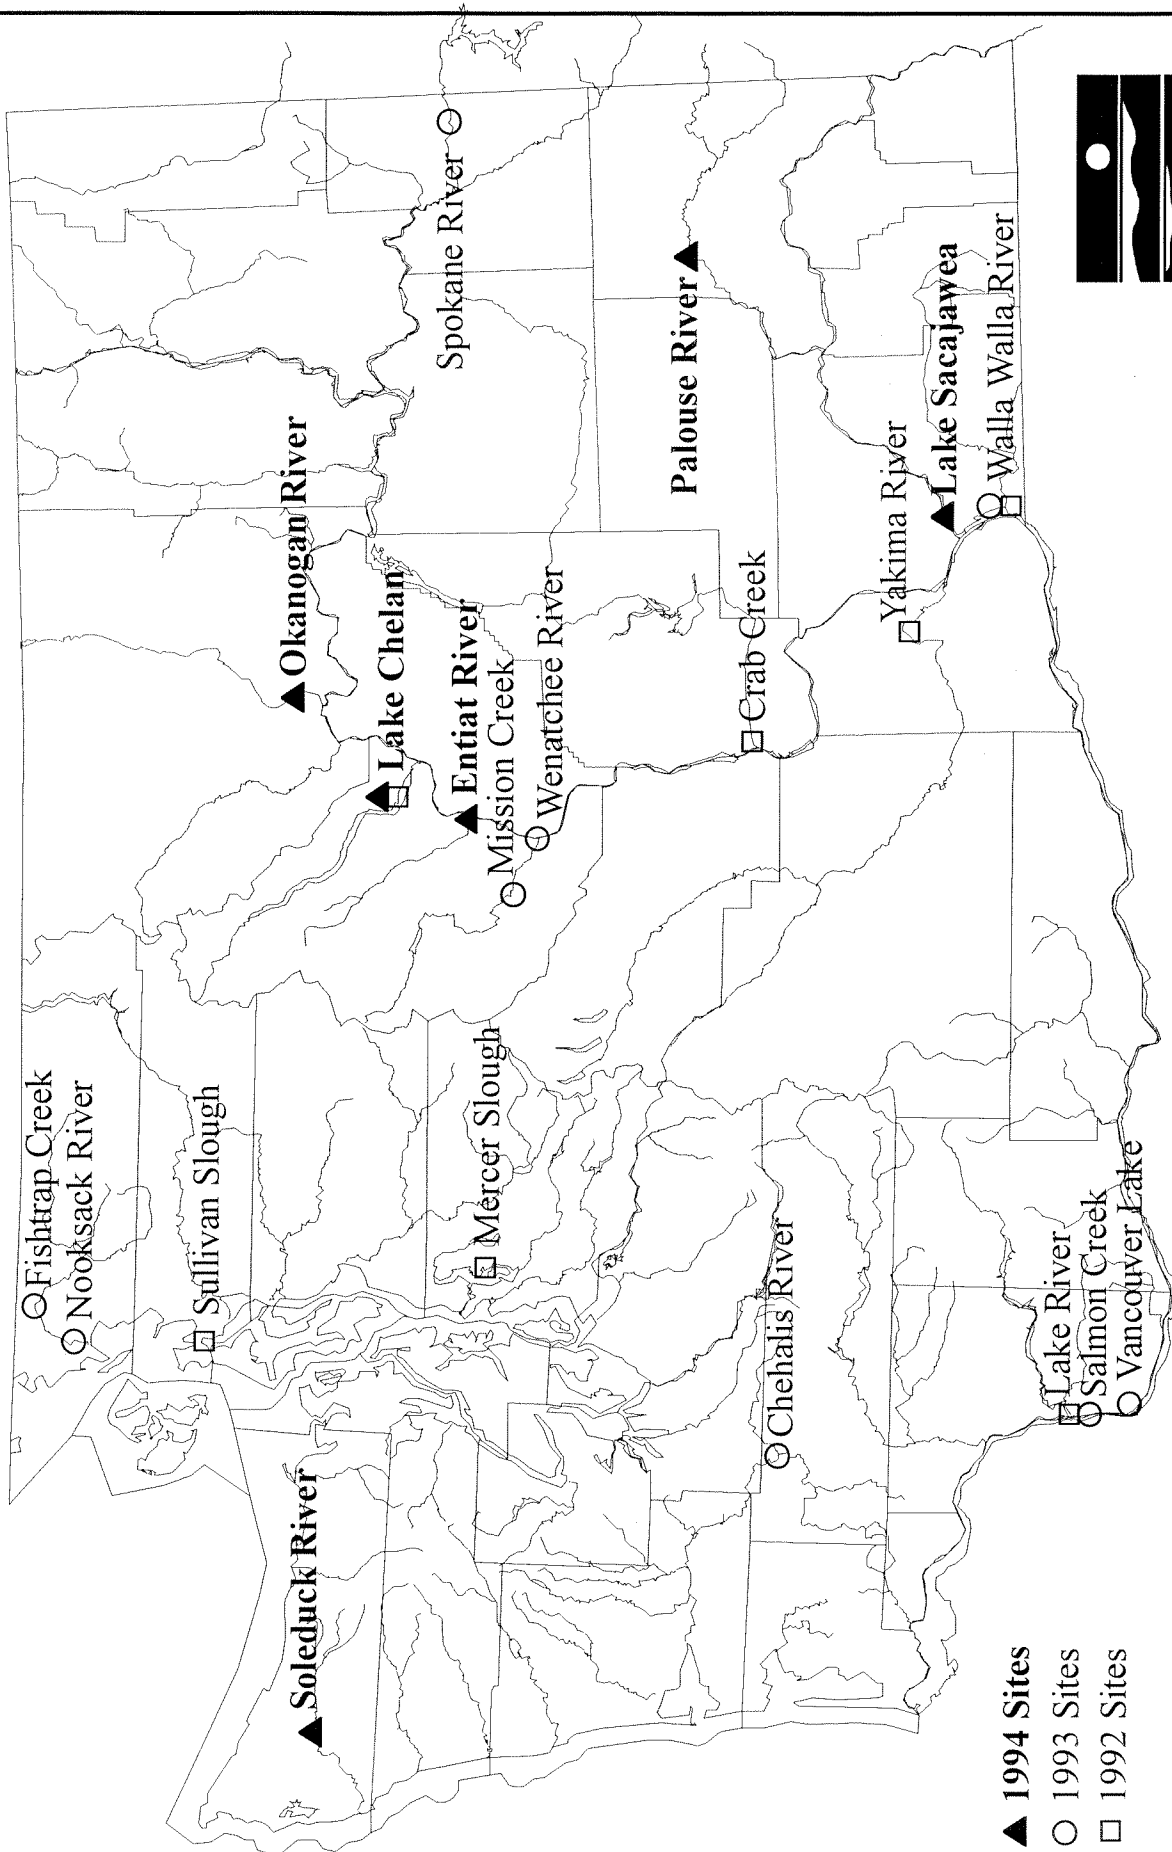 Fishtrap Creek
Nooksack River
Sullivan Slough
Okanogan River
Soleduck River
Lake Chelan
Spokane River
Entiat River
Mercer Slough
Mission Creek
Wenatchee River
Palouse River
Crab Creek
Chehalis River
Yakima River
Lake Sacajawea
Walla Walla River
Lake River
Salmon Creek
Vancouver Lake
1994 Sites
1993 Sites
1992 Sites